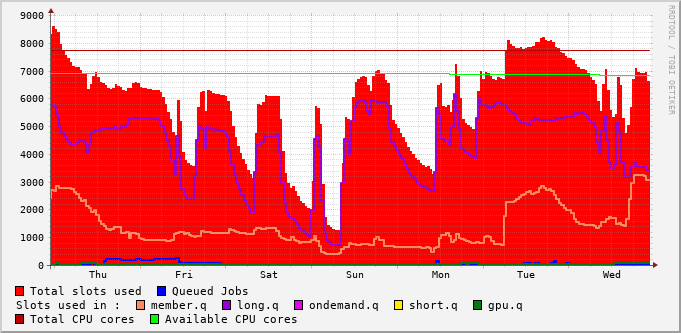 9000
8000
7000
6000
5000
4000
3000
2000
1000
0
Thu Fri Sat Sun Mon Tue Wed
RRDTOOL / TOBI OETIKER
Total slots used Queued Jobs
Slots used in : member.q long.q ondemand.q short.q gpu.q
Total CPU cores Available CPU cores